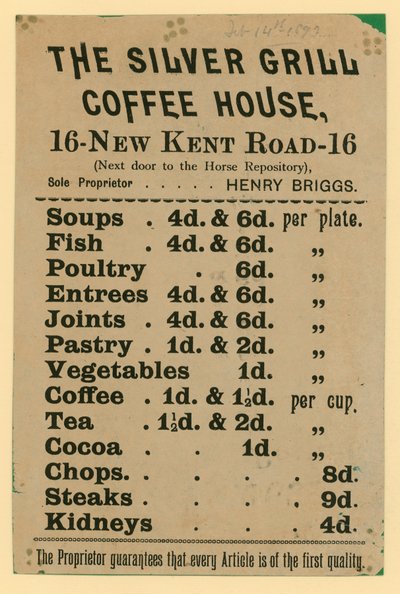 Feb 14th 1893
THE SILVER GRILL
COFFEE HOUSE,
16-NEW KENT ROAD-16
(Next door to the Horse Repository),
Sole Proprietor . . . . . HENRY BRIGGS.
Soups . 4d. & 6d. per plate.
Fish . 4d. & 6d. „
Poultry . 6d. „
Entrees 4d. & 6d. „
Joints . 4d. & 6d. „
Pastry . 1d. & 2d. „
Vegetables 1d. „
Coffee . 1d. & 1½d. per cup.
Tea . 1½d. & 2d. „
Cocoa . 1d. „
Chops. . . . . 8d.
Steaks . . . . 9d.
Kidneys . . . 4d.
The Proprietor guarantees that every Article is of the first quality.